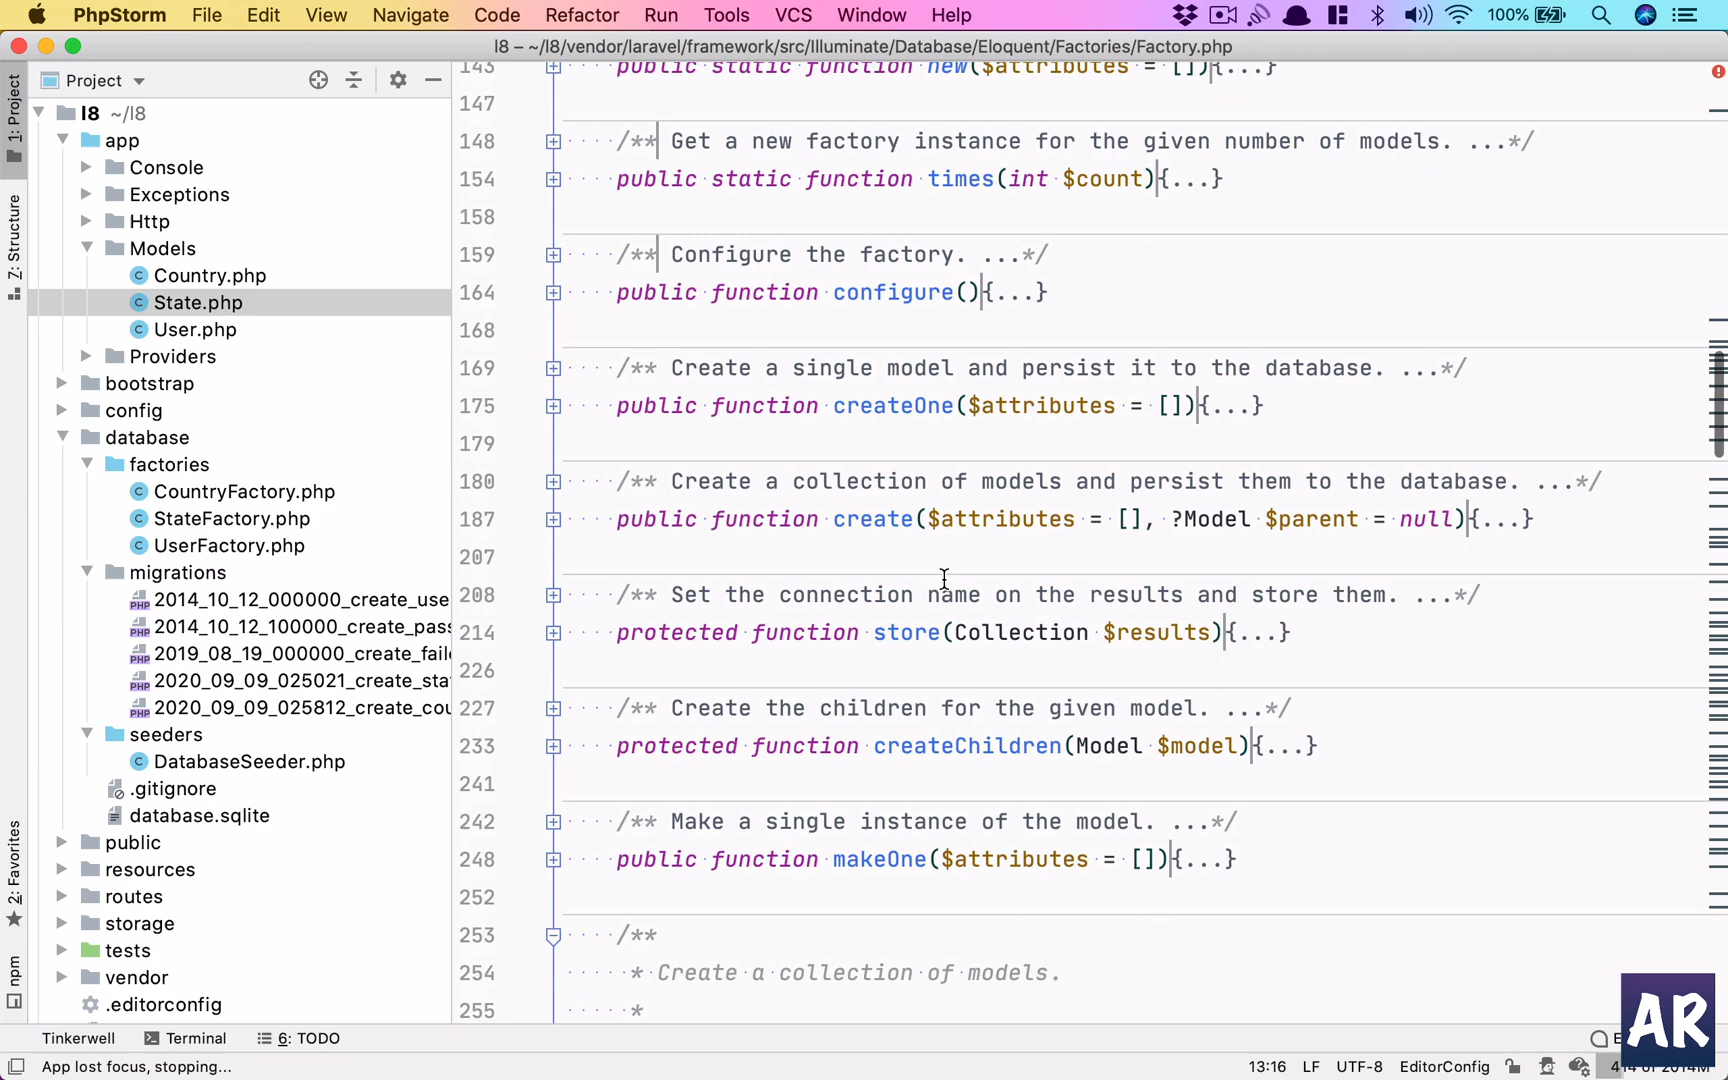 PhpStorm File Edit View Navigate Code Refactor Run Tools VCS Window Help 100%
l8 – ~/l8/vendor/laravel/framework/src/Illuminate/Database/Eloquent/Factories/Factory.php
Project
l8 ~/l8
app
Console
Exceptions
Http
Models
Country.php
State.php
User.php
Providers
bootstrap
config
database
factories
CountryFactory.php
StateFactory.php
UserFactory.php
migrations
2014_10_12_000000_create_use
2014_10_12_100000_create_pas
2019_08_19_000000_create_fail
2020_09_09_025021_create_sta
2020_09_09_025812_create_cou
seeders
DatabaseSeeder.php
.gitignore
database.sqlite
public
resources
routes
storage
tests
vendor
.editorconfig
1: Project
7: Structure
2: Favorites
npm
143 public static function new($attributes = []){...}
147
148 /** Get a new factory instance for the given number of models. ...*/
154 public static function times(int $count){...}
158
159 /** Configure the factory. ...*/
164 public function configure(){...}
168
169 /** Create a single model and persist it to the database. ...*/
175 public function createOne($attributes = []){...}
179
180 /** Create a collection of models and persist them to the database. ...*/
187 public function create($attributes = [], ?Model $parent = null){...}
207
208 /** Set the connection name on the results and store them. ...*/
214 protected function store(Collection $results){...}
226
227 /** Create the children for the given model. ...*/
233 protected function createChildren(Model $model){...}
241
242 /** Make a single instance of the model. ...*/
248 public function makeOne($attributes = []){...}
252
253 /**
254 * Create a collection of models.
255 *
Tinkerwell Terminal 6: TODO
App lost focus, stopping... 13:16 LF UTF-8 EditorConfig
AR